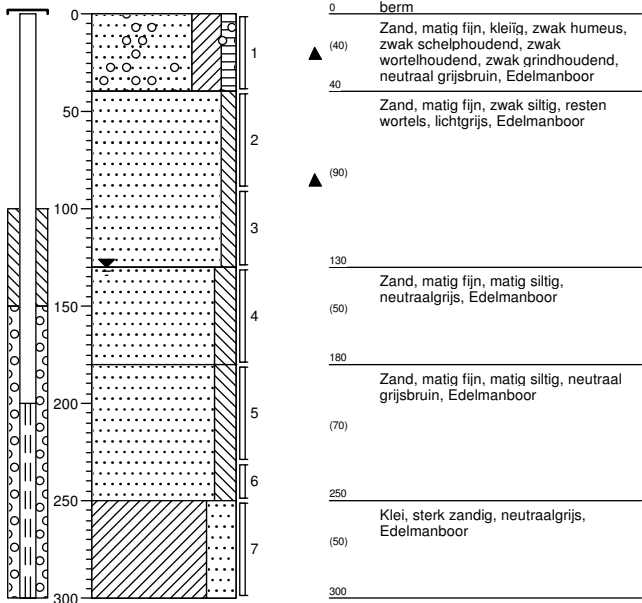 0
50
100
150
200
250
300
1
2
3
4
5
6
7
0 berm
(40) Zand, matig fijn, kleiïg, zwak humeus,
zwak schelphoudend, zwak
wortelhoudend, zwak grindhoudend,
neutraal grijsbruin, Edelmanboor
40
Zand, matig fijn, zwak siltig, resten
wortels, lichtgrijs, Edelmanboor
(90)
130
Zand, matig fijn, matig siltig,
neutraalgrijs, Edelmanboor
(50)
180
Zand, matig fijn, matig siltig, neutraal
grijsbruin, Edelmanboor
(70)
250
Klei, sterk zandig, neutraalgrijs,
Edelmanboor
(50)
300